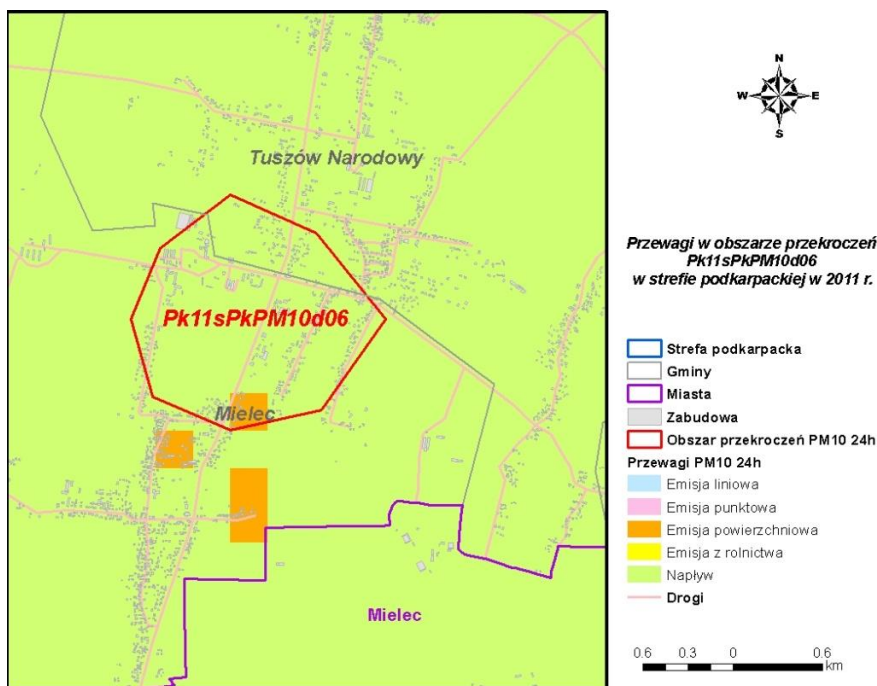 Tuszów Narodowy
Pk11sPkPM10d06
Mielec
Mielec
N
W E
S
Przewagi w obszarze przekroczeń
Pk11sPkPM10d06
w strefie podkarpackiej w 2011 r.
Strefa podkarpacka
Gminy
Miasta
Zabudowa
Obszar przekroczeń PM10 24h
Przewagi PM10 24h
Emisja liniowa
Emisja punktowa
Emisja powierzchniowa
Emisja z rolnictwa
Napływ
Drogi
0.6 0.3 0 0.6
km